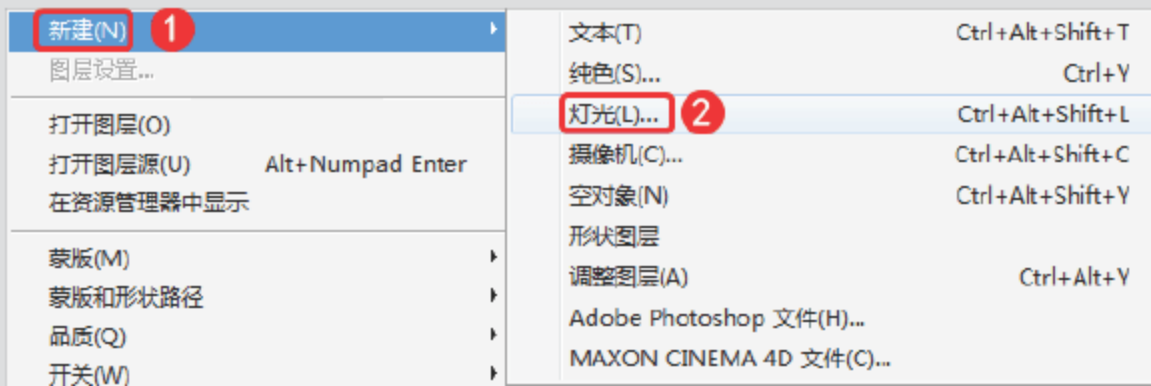 新建(N) 1
图层设置...
打开图层(O)
打开图层源(U) Alt+Numpad Enter
在资源管理器中显示
蒙版(M)
蒙版和形状路径
品质(Q)
开关(W)
文本(T) Ctrl+Alt+Shift+T
纯色(S)... Ctrl+Y
灯光(L)... 2 Ctrl+Alt+Shift+L
摄像机(C)... Ctrl+Alt+Shift+C
空对象(N) Ctrl+Alt+Shift+Y
形状图层
调整图层(A) Ctrl+Alt+Y
Adobe Photoshop 文件(H)...
MAXON CINEMA 4D 文件(C)...